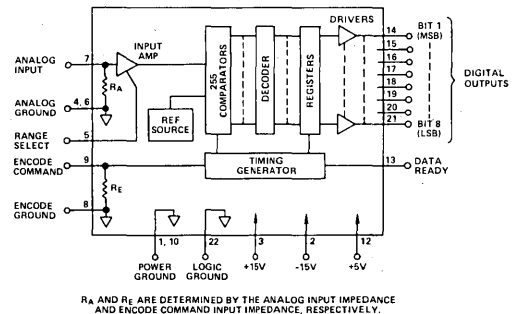 DRIVERS
14
BIT 1
(MSB)
INPUT
AMP
15
16
17
18
19
20
21
BIT 8
(LSB)
DIGITAL
OUTPUTS
ANALOG
INPUT
7
RA
ANALOG
GROUND
4, 6
RANGE
SELECT
5
REF
SOURCE
255
COMPARATORS
DECODER
REGISTERS
ENCODE
COMMAND
9
TIMING
GENERATOR
13
DATA
READY
RE
ENCODE
GROUND
8
1, 10
22
3
2
12
POWER
GROUND
LOGIC
GROUND
+15V
-15V
+5V
RA AND RE ARE DETERMINED BY THE ANALOG INPUT IMPEDANCE
AND ENCODE COMMAND INPUT IMPEDANCE, RESPECTIVELY.